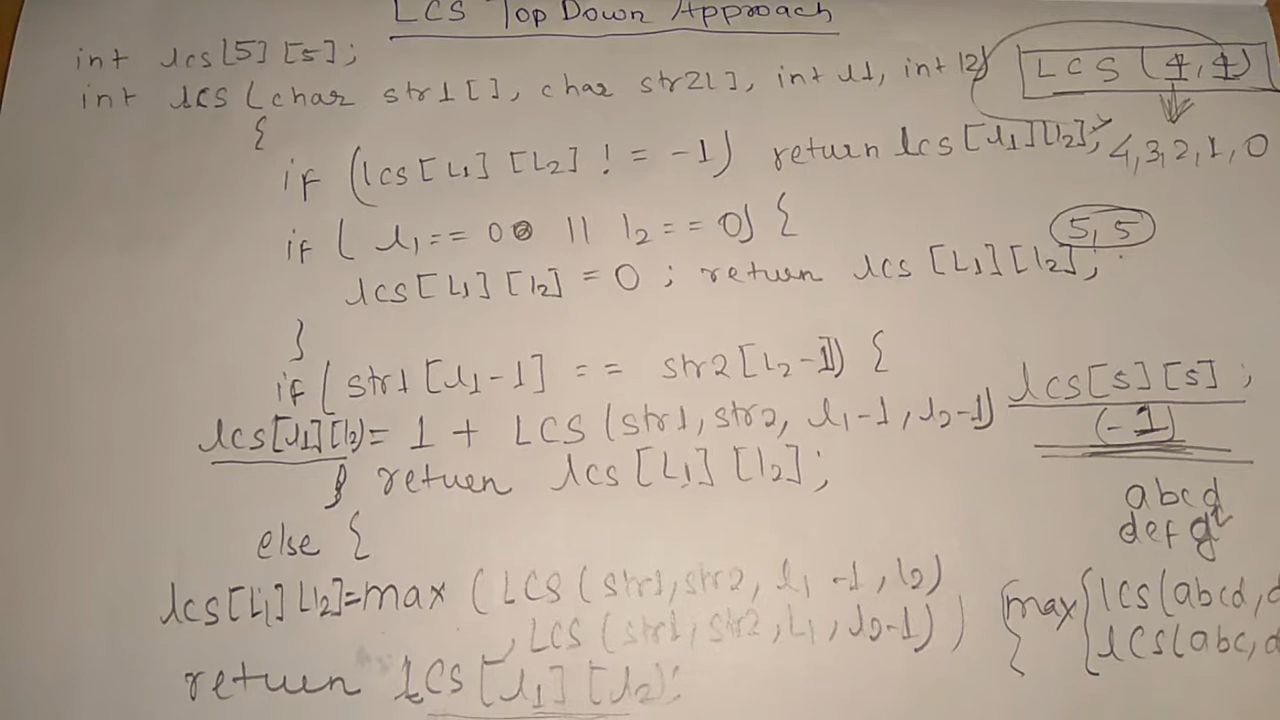 LCS Top Down Approach
int lcs[5][5];
int lcs (char str1[], char str2[], int l1, int l2)
LCS (4,4)
{
if (lcs[L1][l2] != -1) return lcs[l1][l2];
4,3,2,1,0
if (l1 == 0 || l2 == 0) {
5,5
lcs[L1][l2] = 0; return lcs[L1][l2];
}
if (str1[l1-1] == str2[l2-1]) {
lcs[5][5];
lcs[l1][l2] = 1 + LCS (str1, str2, l1-1, l2-1)
(-1)
} return lcs[L1][l2];
abcd
defg
else {
lcs[L1][l2] = max (LCS (str1, str2, l1-1, l2)
, LCS (str1, str2, L1, l2-1))
{max {lcs(abcd,
lcs(abc,
return LCS[l1][l2];